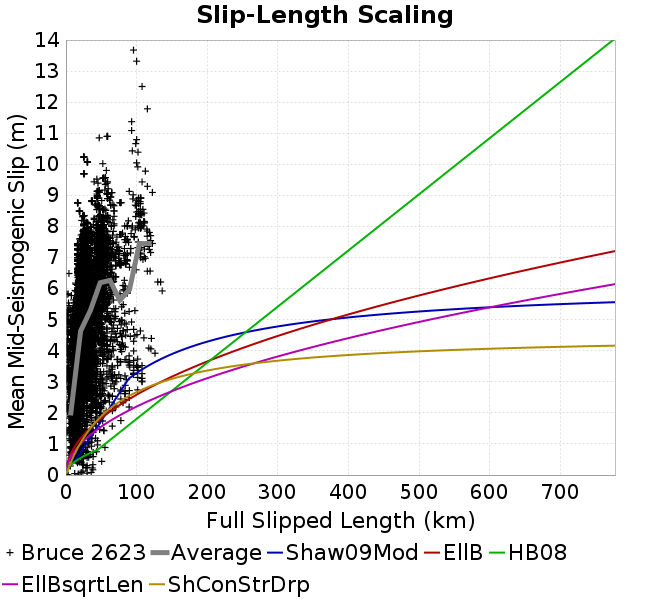 Slip-Length Scaling
Mean Mid-Seismogenic Slip (m)
14
13
12
11
10
9
8
7
6
5
4
3
2
1
0
0 100 200 300 400 500 600 700
Full Slipped Length (km)
Bruce 2623 Average Shaw09Mod EllB HB08
EllBsqrtLen ShConStrDrp